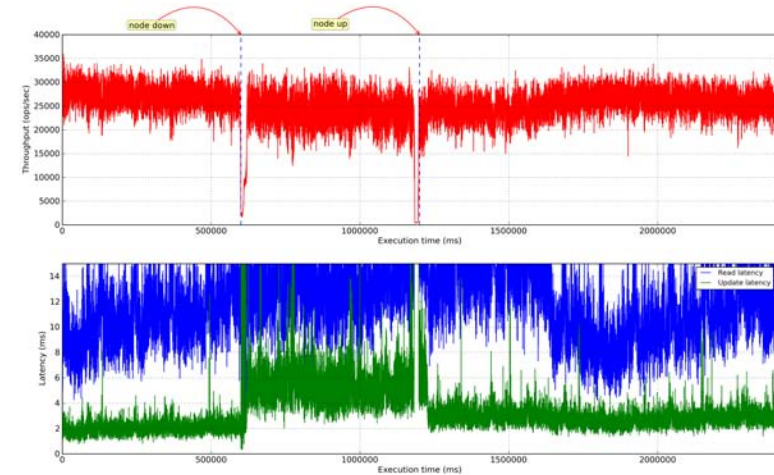 node down
node up
40000
35000
30000
25000
20000
15000
10000
5000
0
Throughput (ops/sec)
0 500000 1000000 1500000 2000000
Execution time (ms)
14
12
10
8
6
4
2
0
Latency (ms)
Read latency
Update latency
0 500000 1000000 1500000 2000000
Execution time (ms)